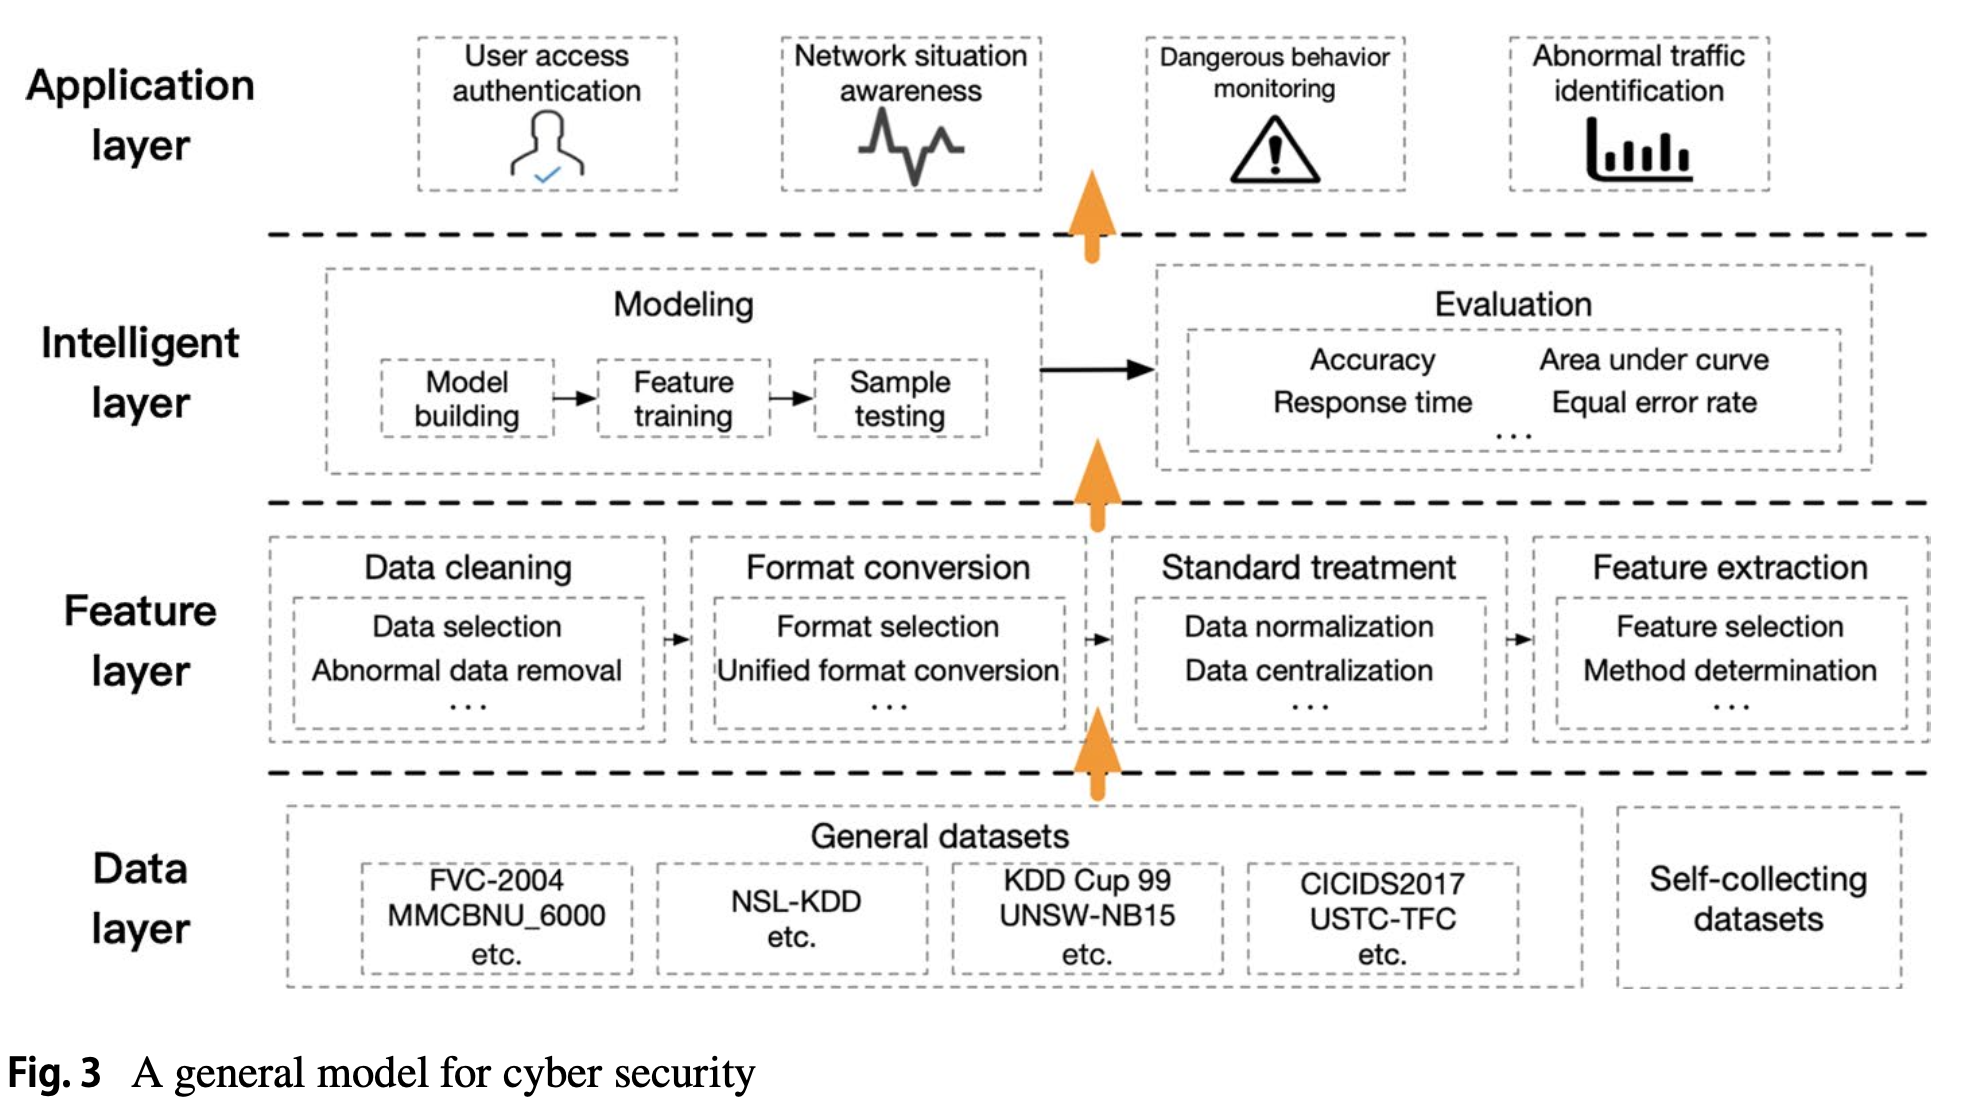 Application
layer
User access
authentication
Network situation
awareness
Dangerous behavior
monitoring
Abnormal traffic
identification
Intelligent
layer
Modeling
Model
building
Feature
training
Sample
testing
Evaluation
Accuracy
Area under curve
Response time
Equal error rate
...
Feature
layer
Data cleaning
Data selection
Abnormal data removal
...
Format conversion
Format selection
Unified format conversion
...
Standard treatment
Data normalization
Data centralization
...
Feature extraction
Feature selection
Method determination
...
Data
layer
General datasets
FVC-2004
MMCBNU_6000
etc.
NSL-KDD
etc.
KDD Cup 99
UNSW-NB15
etc.
CICIDS2017
USTC-TFC
etc.
Self-collecting
datasets
Fig. 3 A general model for cyber security